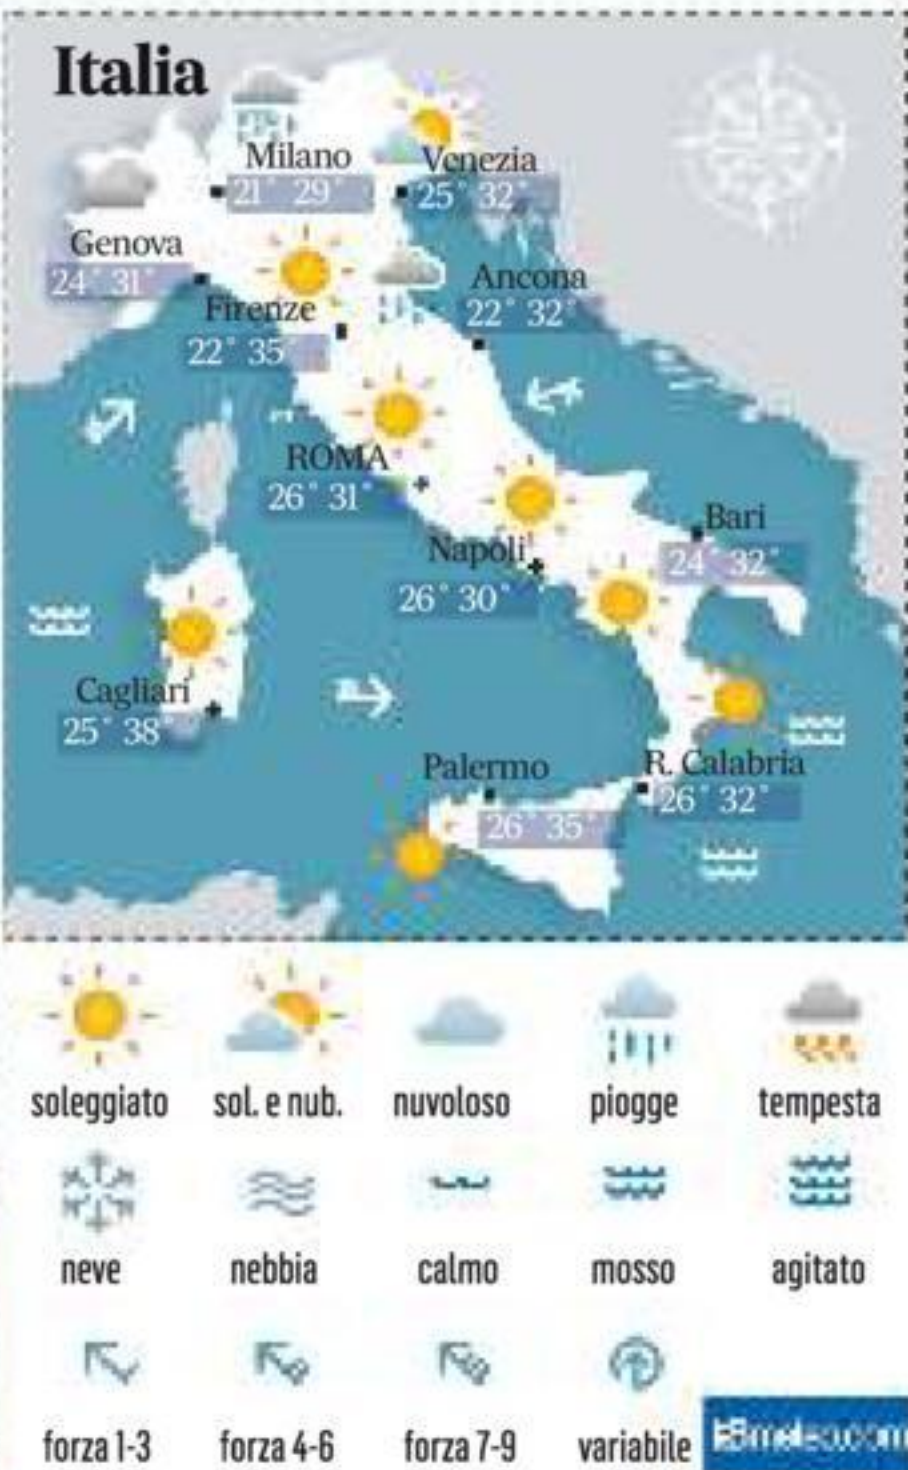 Italia
Milano
21° 29°
Venezia
25° 32°
Genova
24° 31°
Ancona
22° 32°
Firenze
22° 35
ROMA
26° 31°
Bari
24° 32°
Napoli
26° 30°
Cagliari
25° 38°
Palermo
26° 35°
R. Calabria
26° 32°
soleggiato sol. e nub. nuvoloso piogge tempesta
neve nebbia calmo mosso agitato
forza 1-3 forza 4-6 forza 7-9 variabile